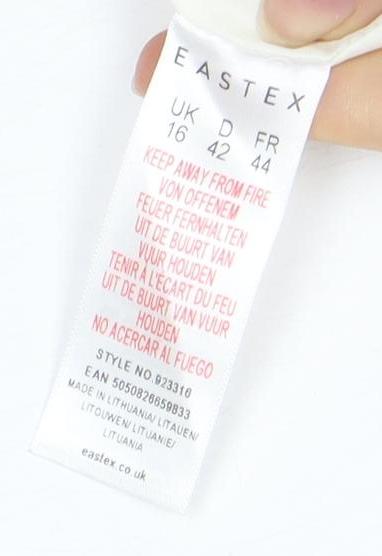 EASTEX
UK D FR
16 42 44
KEEP AWAY FROM FIRE
VON OFFENEM
FEUER FERNHALTEN
UIT DE BUURT VAN
VUUR HOUDEN
TENIR À L'ÉCART DU FEU
UIT DE BUURT VAN VUUR
HOUDEN
NO ACERCAR AL FUEGO
STYLE NO.923316
EAN 5050826659833
MADE IN LITHUANIA/ LITAUEN/
LITOUWEN/ LITUANIE/
LITUANIA
eastex.co.uk